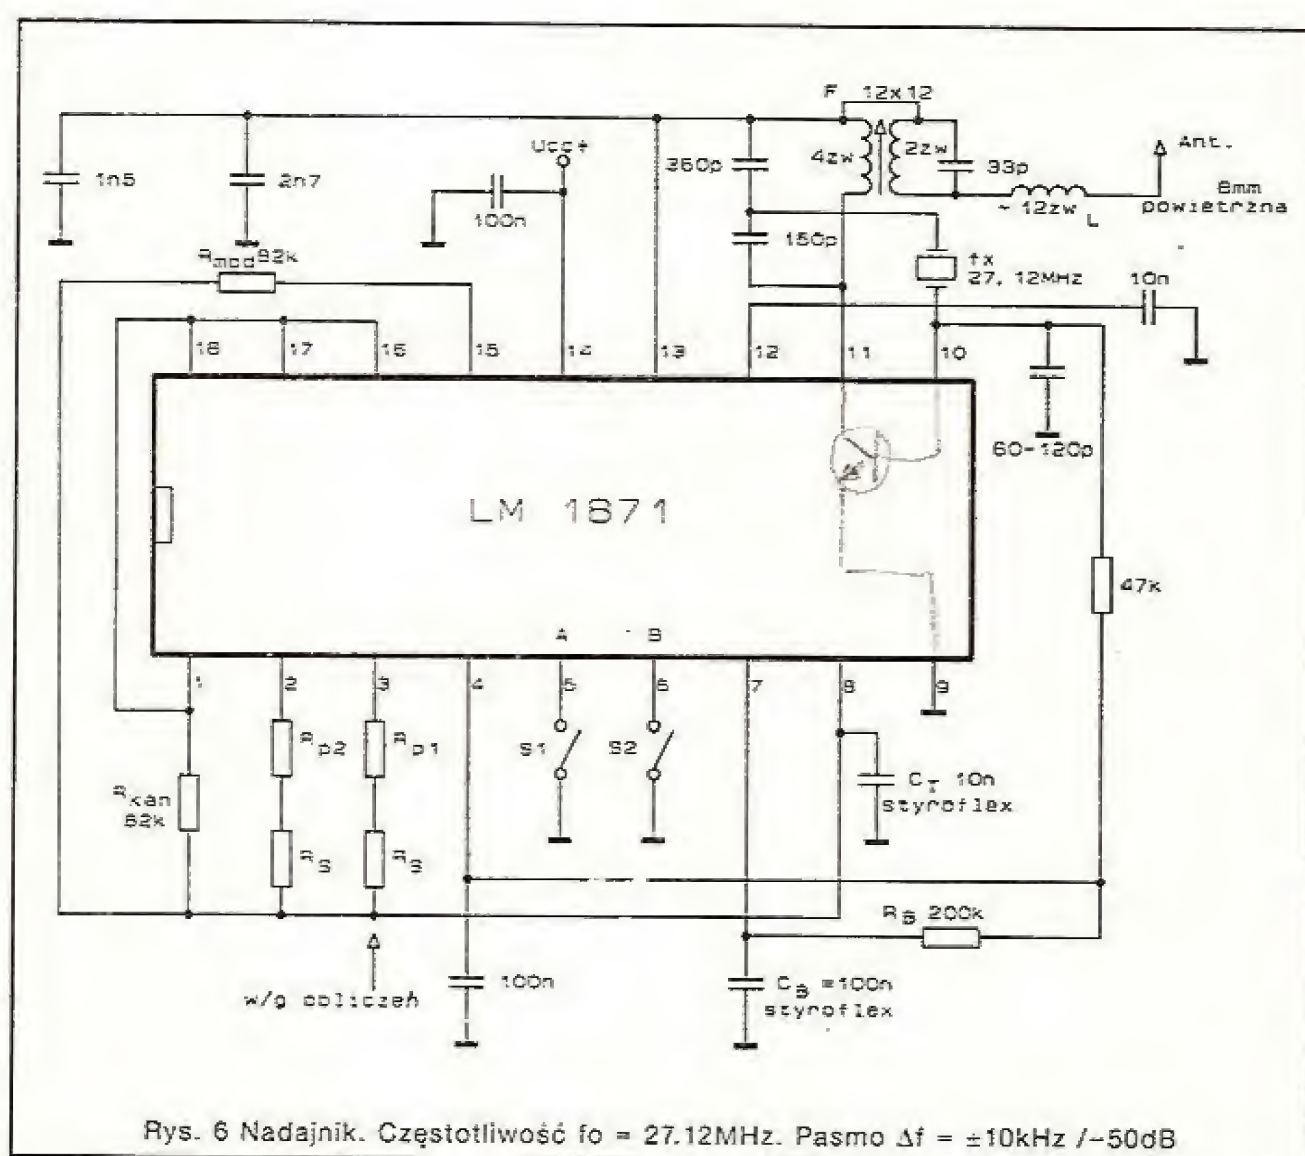 F 12x12
Ucc+
Ant.
4zw
2zw
33p
360p
1n5
2n7
100n
~ 12zw L
8mm
powietrzna
150p
fx
27, 12MHz
10n
Rmod 82k
18 17 16 15 14 13 12 11 10
60-120p
LM 1871
47k
A B
1 2 3 4 5 6 7 8 9
Rp2
Rp1
S1
S2
CT 10n
styroflex
Rkan
82k
RS
RS
RB 200k
w/g obliczeń
100n
CB =100n
styroflex
Rys. 6 Nadajnik. Częstotliwość fo = 27.12MHz. Pasmo Δf = ±10kHz /-50dB